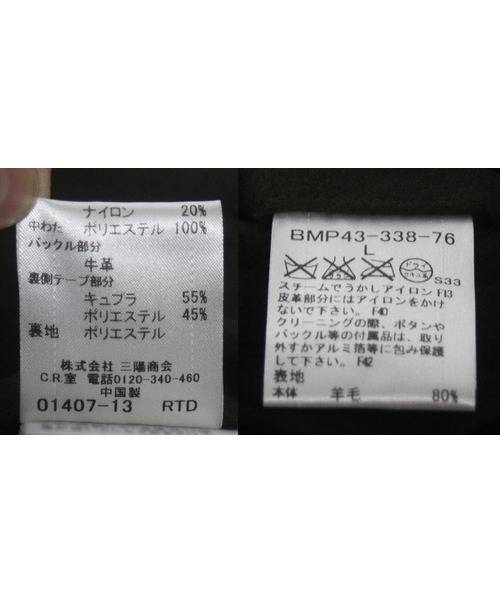 ナイロン 20%
中わた ポリエステル 100%
バックル部分
牛革
裏側テープ部分
キュプラ 55%
ポリエステル 45%
裏地 ポリエステル
株式会社 三陽商会
C.R.室 電話0120-340-460
中国製
01407-13 RTD
BMP43-338-76
L
ドライ
セキユ系
S33
スチームでうかしアイロン F13
皮革部分にはアイロンをかけ
ないで下さい。 F40
クリーニングの際、ボタンや
バックル等の付属品は、取り
外すかアルミ箔等に包み保護
して下さい。 F42
表地
本体 羊毛 80%